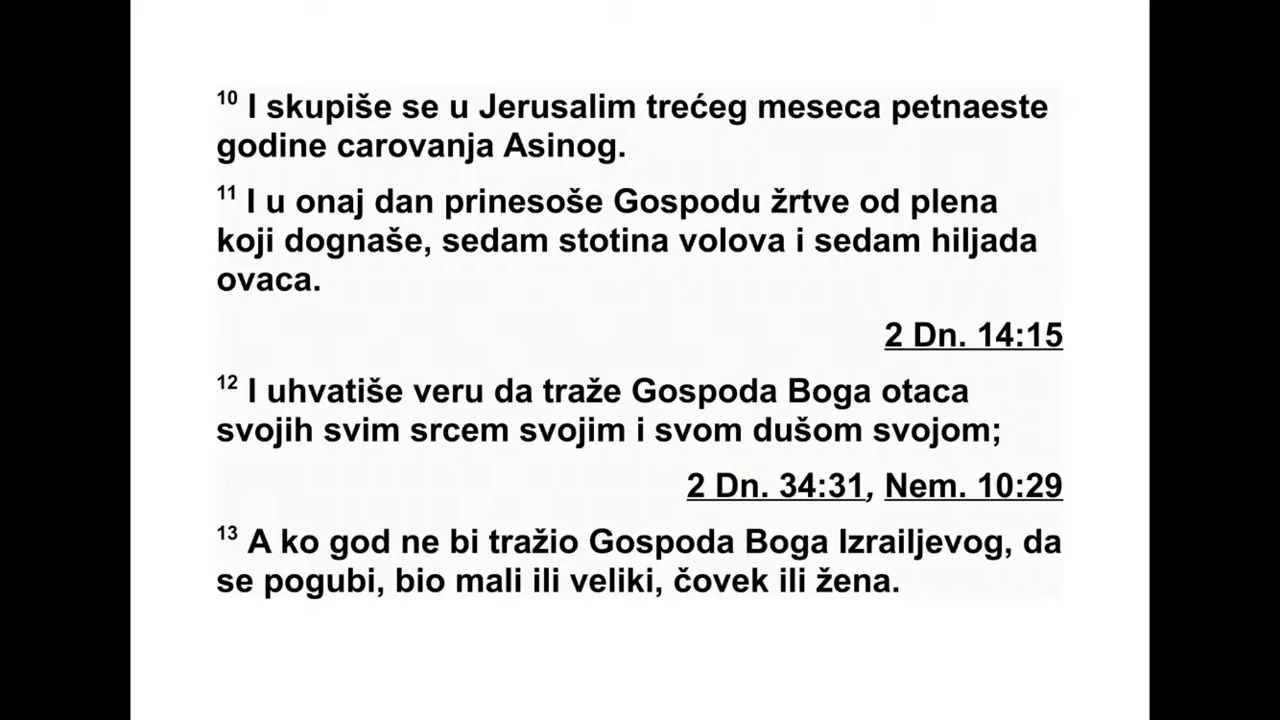 10 I skupiše se u Jerusalim trećeg meseca petnaeste
godine carovanja Asinog.
11 I u onaj dan prinesoše Gospodu žrtve od plena
koji dognaše, sedam stotina volova i sedam hiljada
ovaca.
2 Dn. 14:15
12 I uhvatiše veru da traže Gospoda Boga otaca
svojih svim srcem svojim i svom dušom svojom;
2 Dn. 34:31, Nem. 10:29
13 A ko god ne bi tražio Gospoda Boga Izrailjevog, da
se pogubi, bio mali ili veliki, čovek ili žena.